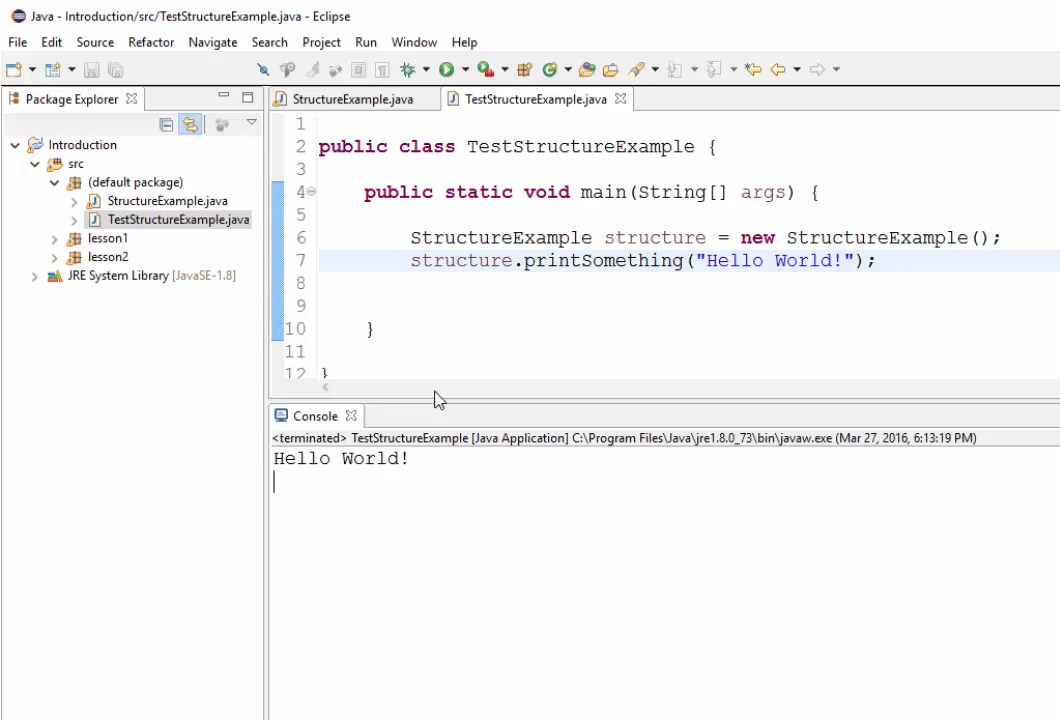 Java - Introduction/src/TestStructureExample.java - Eclipse
File Edit Source Refactor Navigate Search Project Run Window Help
Package Explorer
Introduction
src
(default package)
StructureExample.java
TestStructureExample.java
lesson1
lesson2
JRE System Library [JavaSE-1.8]
StructureExample.java TestStructureExample.java
1
2 public class TestStructureExample {
3
4 public static void main(String[] args) {
5
6 StructureExample structure = new StructureExample();
7 structure.printSomething("Hello World!");
8
9
10 }
11
12 }
Console
<terminated> TestStructureExample [Java Application] C:\Program Files\Java\jre1.8.0_73\bin\javaw.exe (Mar 27, 2016, 6:13:19 PM)
Hello World!